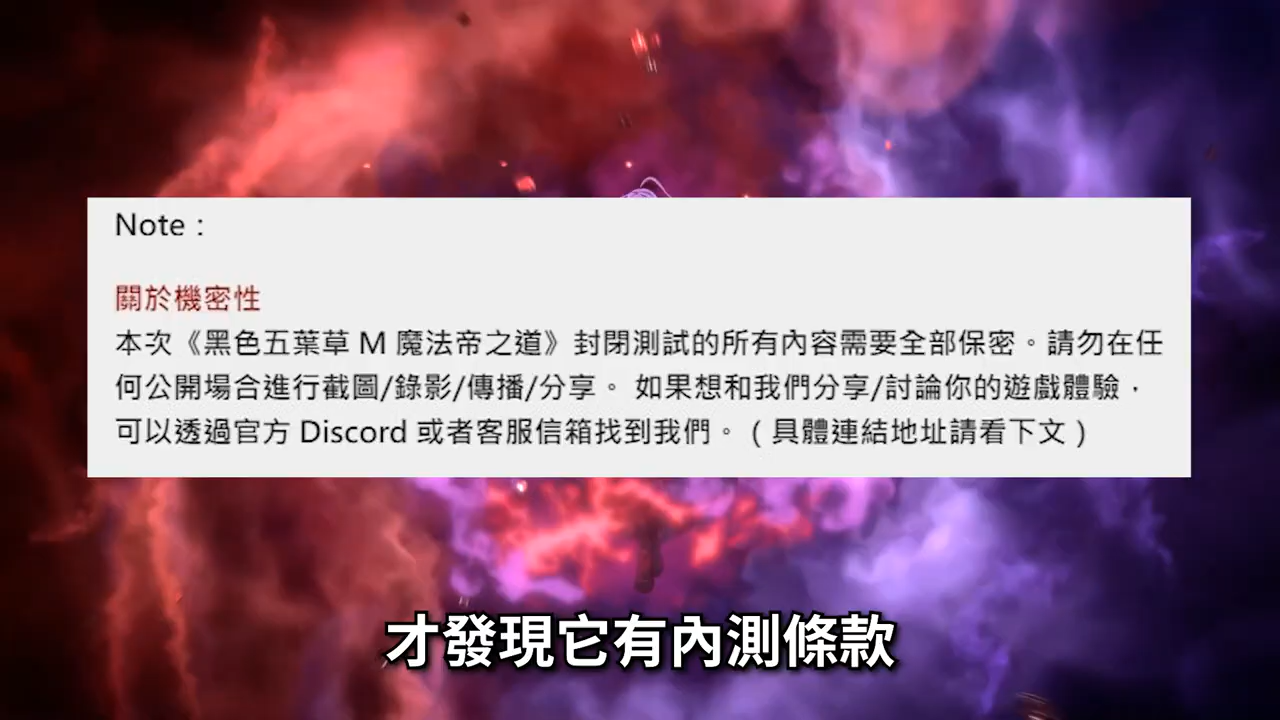 Note：
關於機密性
本次《黑色五葉草 M 魔法帝之道》封閉測試的所有內容需要全部保密。請勿在任
何公開場合進行截圖/錄影/傳播/分享。 如果想和我們分享/討論你的遊戲體驗，
可以透過官方 Discord 或者客服信箱找到我們。（具體連結地址請看下文）
才發現它有內測條款